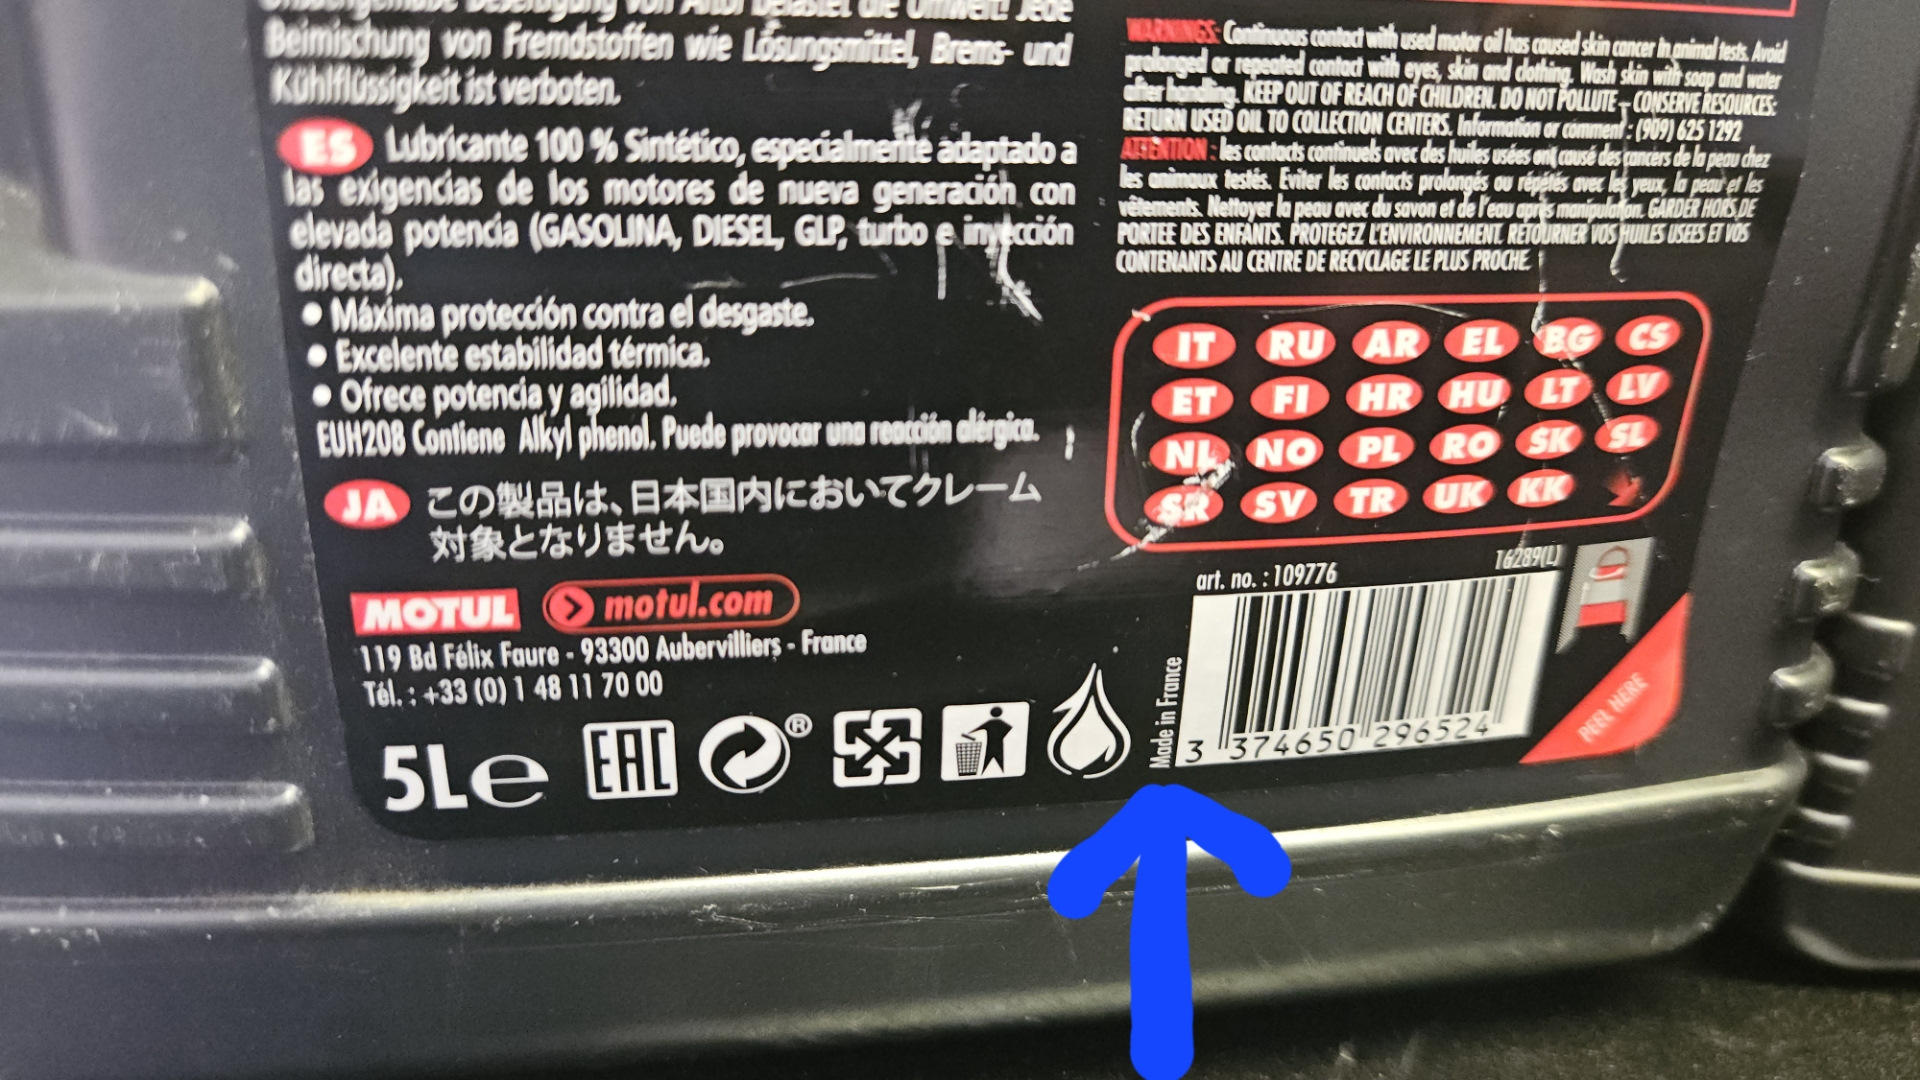 Unsachgemäße Beseitigung von Altöl belastet die Umwelt! Jede
Beimischung von Fremdstoffen wie Lösungsmittel, Brems- und
Kühlflüssigkeit ist verboten.
ES Lubricante 100 % Sintético, especialmente adaptado a
las exigencias de los motores de nueva generación con
elevada potencia (GASOLINA, DIESEL, GLP, turbo e inyección
directa).
• Máxima protección contra el desgaste.
• Excelente estabilidad térmica.
• Ofrece potencia y agilidad.
EUH208 Contiene Alkyl phenol. Puede provocar una reacción alérgica.
JA この製品は、日本国内においてクレーム
対象となりません。
MOTUL motul.com
119 Bd Félix Faure - 93300 Aubervilliers - France
Tél. : +33 (0) 1 48 11 70 00
5L e EAC ®
WARNINGS: Continuous contact with used motor oil has caused skin cancer in animal tests. Avoid
prolonged or repeated contact with eyes, skin and clothing. Wash skin with soap and water
after handling. KEEP OUT OF REACH OF CHILDREN. DO NOT POLLUTE - CONSERVE RESOURCES:
RETURN USED OIL TO COLLECTION CENTERS. Information or comment : (909) 625 1292
ATTENTION : les contacts continuels avec des huiles usées ont causé des cancers de la peau chez
les animaux testés. Eviter les contacts prolongés ou répétés avec les yeux, la peau et les
vêtements. Nettoyer la peau avec du savon et de l'eau après manipulation. GARDER HORS DE
PORTEE DES ENFANTS. PROTEGEZ L'ENVIRONNEMENT. RETOURNER VOS HUILES USEES ET VOS
CONTENANTS AU CENTRE DE RECYCLAGE LE PLUS PROCHE.
IT RU AR EL BG CS
ET FI HR HU LT LV
NL NO PL RO SK SL
SR SV TR UK KK
art. no. : 109776 16289(L)
Made in France
3 374650 296524
PEEL HERE